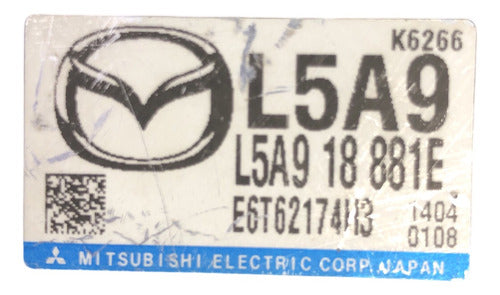 K6266
L5A9
L5A9 18 881E
E6T62174H3 1404
0108
MITSUBISHI ELECTRIC CORP. JAPAN